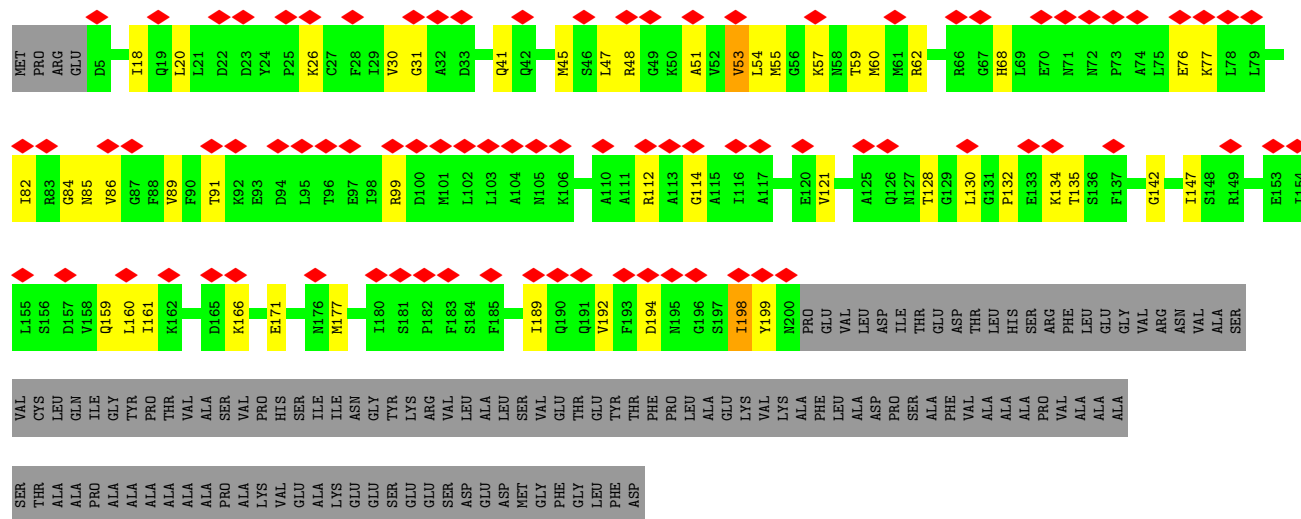 MET PRO ARG GLU D5 I18 Q19 L20 L21 D22 D23 Y24 P25 K26 C27 F28 I29 V30 G31 A32 D33 Q41 Q42 M45 S46 L47 R48 G49 K50 A51 V52 V53 L54 M55 G56 K57 N58 T59 M60 M61 R62 R66 G67 H68 L69 E70 N71 N72 P73 A74 L75 E76 K77 L78 L79
I82 R83 G84 N85 V86 G87 F88 V89 F90 T91 K92 E93 D94 L95 T96 E97 I98 R99 D100 M101 L102 L103 A104 N105 K106 A110 A111 R112 A113 G114 A115 I116 A117 E120 V121 A125 Q126 N127 T128 G129 L130 G131 P132 E133 K134 T135 S136 F137 G142 I147 S148 R149 E153 I154
L155 S156 D157 V158 Q159 L160 I161 K162 D165 K166 E171 N176 M177 I180 S181 P182 F183 S184 F185 I189 Q190 Q191 V192 F193 D194 N195 G196 S197 I198 Y199 N200 PRO GLU VAL LEU ASP ILE THR GLU ASP THR LEU HIS SER ARG PHE LEU GLU GLY VAL ARG ASN VAL ALA SER
VAL CYS LEU GLN ILE GLY TYR PRO THR VAL ALA SER VAL PRO HIS SER ILE ILE ASN GLY TYR LYS ARG VAL LEU ALA LEU SER VAL GLU THR GLU TYR THR PHE PRO LEU ALA GLU LYS VAL LYS ALA PHE LEU ALA ASP PRO SER ALA PHE VAL ALA ALA ALA PRO VAL ALA ALA ALA
SER THR ALA ALA PRO ALA ALA ALA ALA ALA ALA ALA PRO ALA LYS VAL GLU ALA LYS GLU GLU SER GLU GLU SER ASP GLU ASP MET GLY PHE GLY LEU PHE ASP